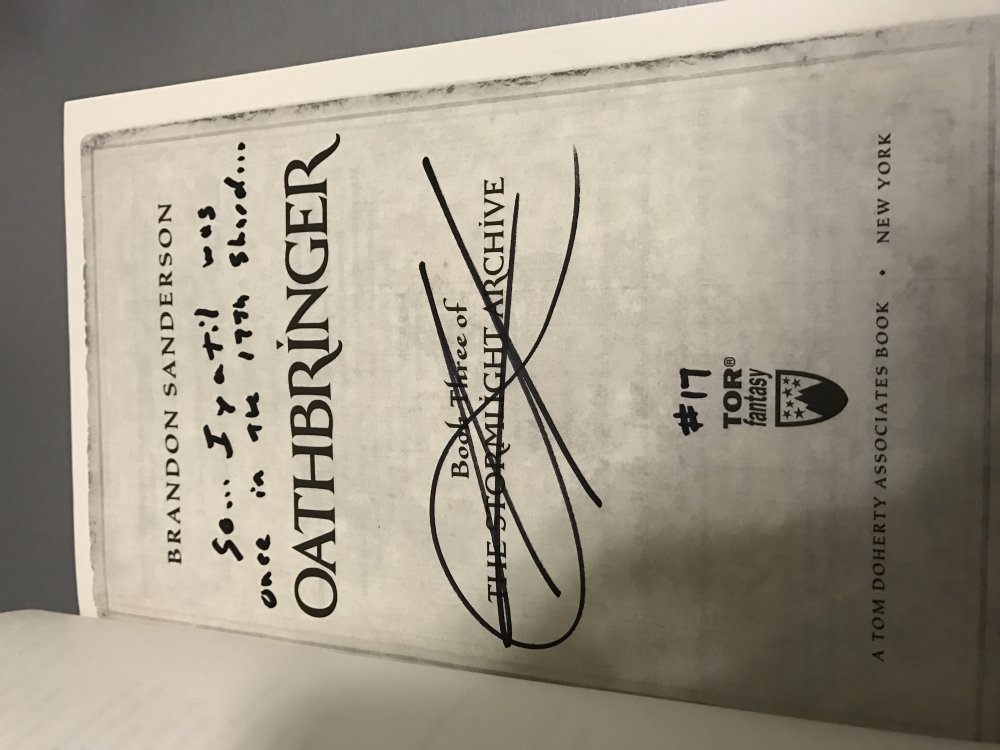 BRANDON SANDERSON
So... Iyatil was
once in the 17th Shard...
OATHBRINGER
Book Three of
THE STORMLIGHT ARCHIVE
#17
TOR®
fantasy
A TOM DOHERTY ASSOCIATES BOOK • NEW YORK